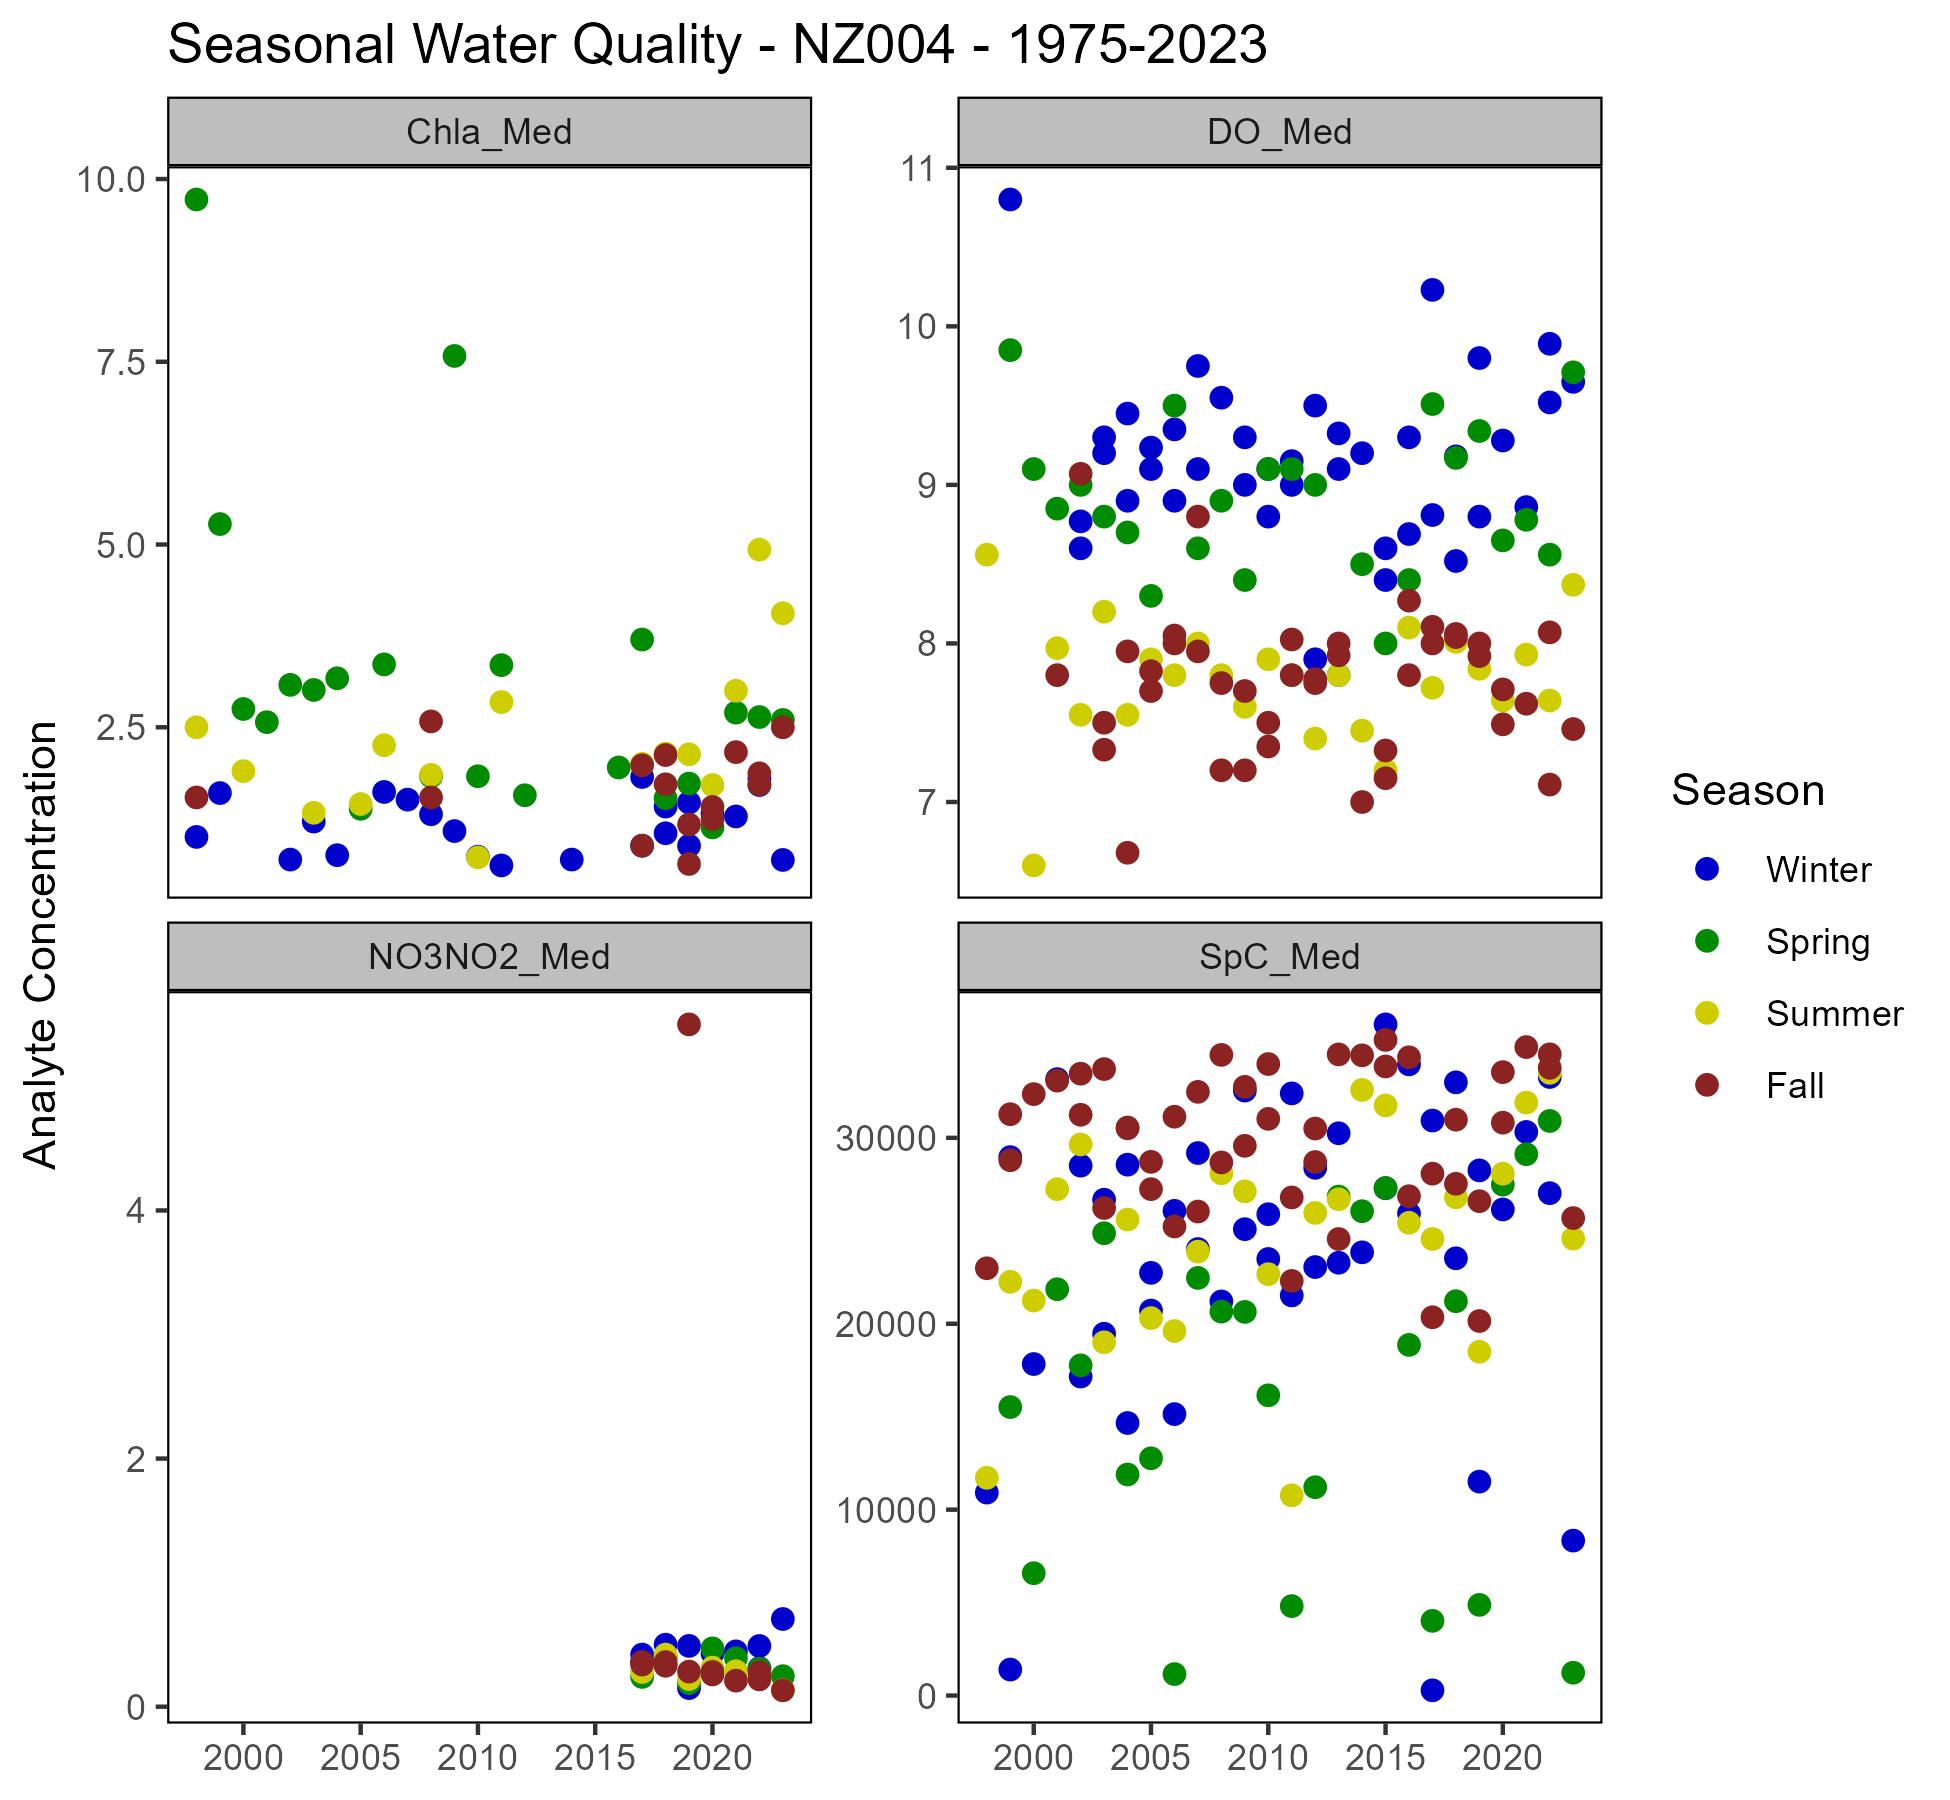 Seasonal Water Quality - NZ004 - 1975-2023
Chla_Med
DO_Med
10.0
7.5
5.0
2.5
11
10
9
8
7
Analyte Concentration
NO3NO2_Med
SpC_Med
4
2
0
30000
20000
10000
0
2000 2005 2010 2015 2020
2000 2005 2010 2015 2020
Season
Winter
Spring
Summer
Fall